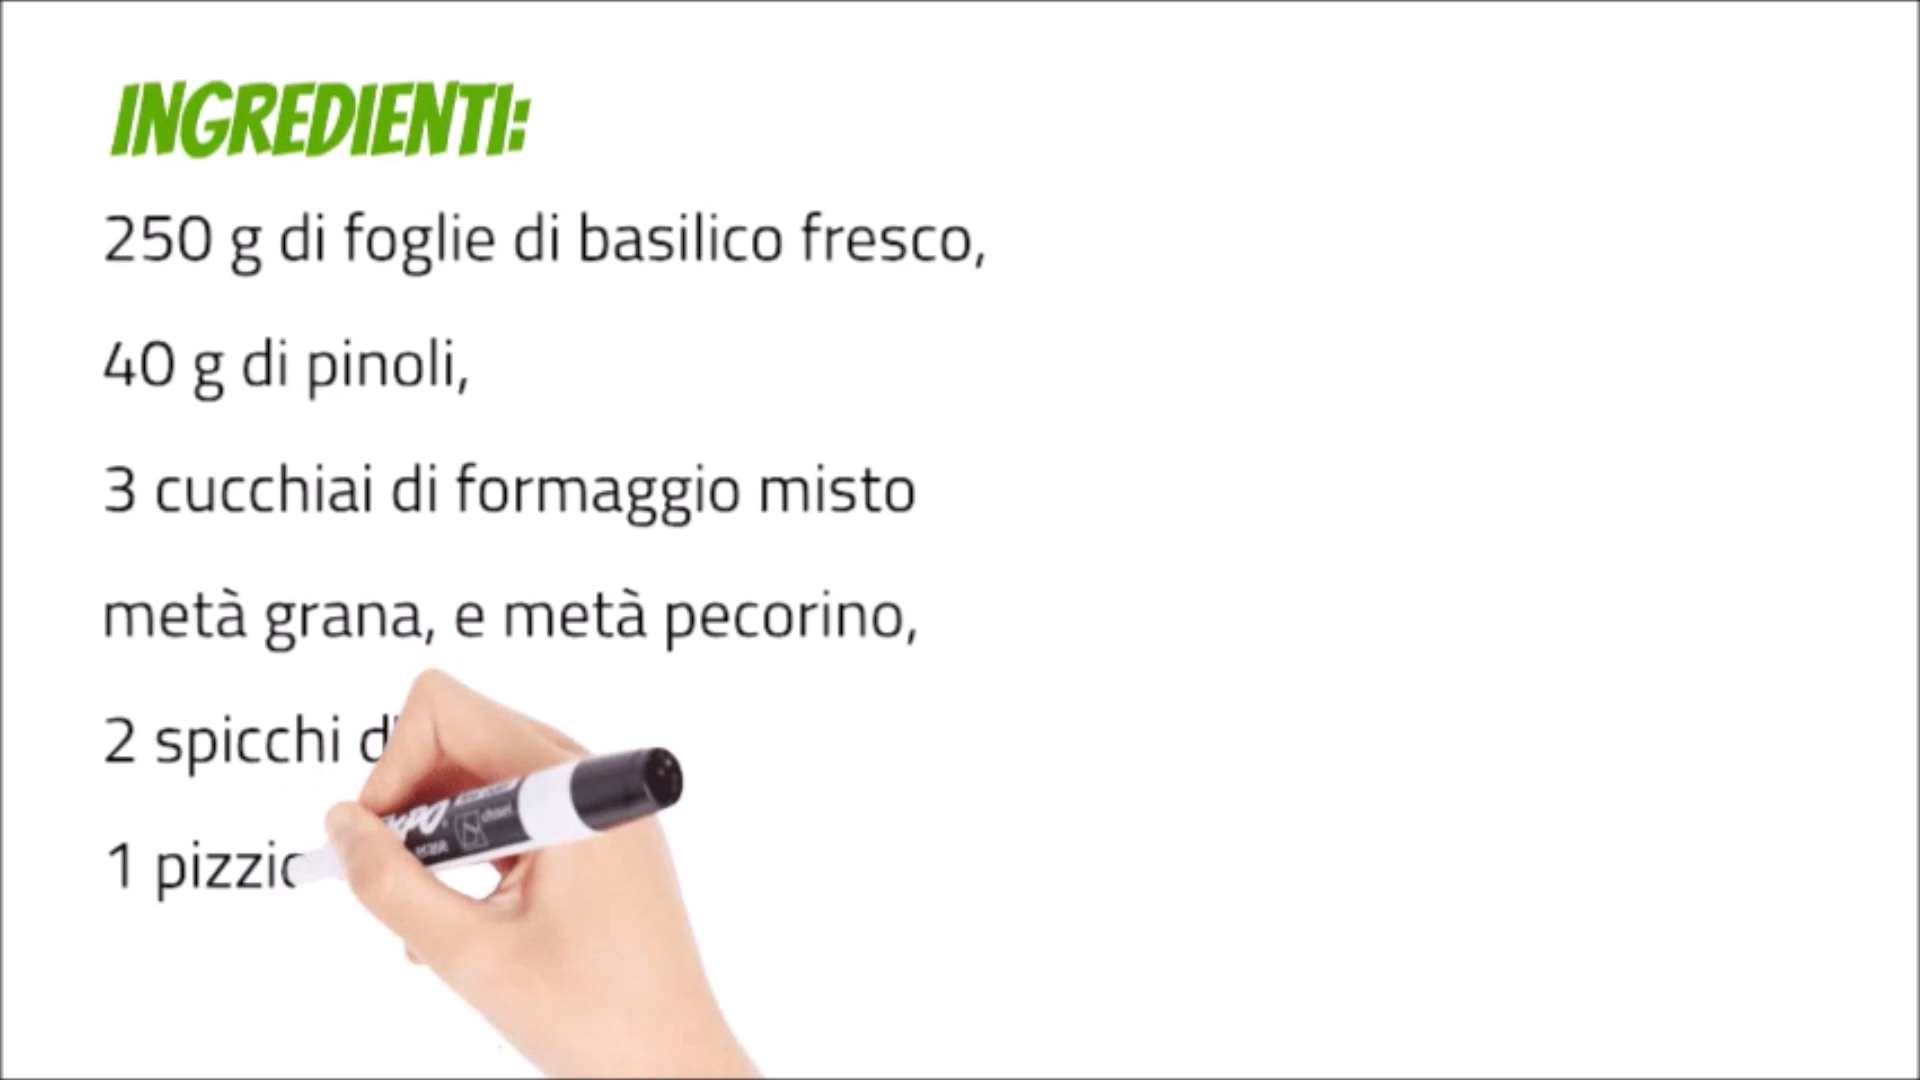 INGREDIENTI:
250 g di foglie di basilico fresco,
40 g di pinoli,
3 cucchiai di formaggio misto
metà grana, e metà pecorino,
2 spicchi d'
1 pizzic